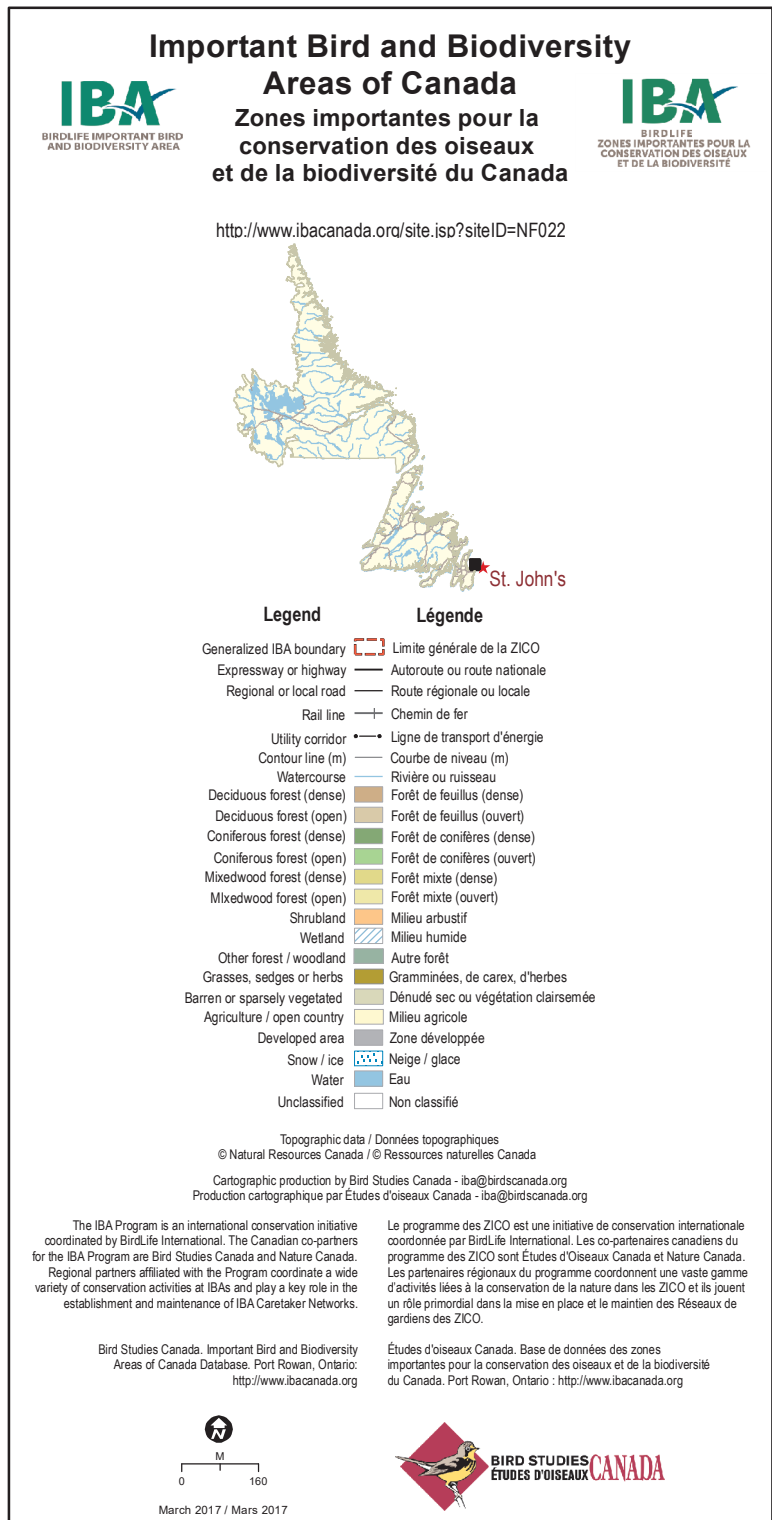 Important Bird and Biodiversity
Areas of Canada
Zones importantes pour la
conservation des oiseaux
et de la biodiversité du Canada
IBA
BIRDLIFE IMPORTANT BIRD
AND BIODIVERSITY AREA
IBA
BIRDLIFE
ZONES IMPORTANTES POUR LA
CONSERVATION DES OISEAUX
ET DE LA BIODIVERSITÉ
http://www.ibacanada.org/site.jsp?siteID=NF022
St. John's
Legend Légende
Generalized IBA boundary Limite générale de la ZICO
Expressway or highway Autoroute ou route nationale
Regional or local road Route régionale ou locale
Rail line Chemin de fer
Utility corridor Ligne de transport d'énergie
Contour line (m) Courbe de niveau (m)
Watercourse Rivière ou ruisseau
Deciduous forest (dense) Forêt de feuillus (dense)
Deciduous forest (open) Forêt de feuillus (ouvert)
Coniferous forest (dense) Forêt de conifères (dense)
Coniferous forest (open) Forêt de conifères (ouvert)
Mixedwood forest (dense) Forêt mixte (dense)
MIxedwood forest (open) Forêt mixte (ouvert)
Shrubland Milieu arbustif
Wetland Milieu humide
Other forest / woodland Autre forêt
Grasses, sedges or herbs Gramminées, de carex, d'herbes
Barren or sparsely vegetated Dénudé sec ou végétation clairsemée
Agriculture / open country Milieu agricole
Developed area Zone développée
Snow / ice Neige / glace
Water Eau
Unclassified Non classifié
Topographic data / Données topographiques
© Natural Resources Canada / © Ressources naturelles Canada
Cartographic production by Bird Studies Canada - iba@birdscanada.org
Production cartographique par Études d'oiseaux Canada - iba@birdscanada.org
The IBA Program is an international conservation initiative
coordinated by BirdLife International. The Canadian co-partners
for the IBA Program are Bird Studies Canada and Nature Canada.
Regional partners affiliated with the Program coordinate a wide
variety of conservation activities at IBAs and play a key role in the
establishment and maintenance of IBA Caretaker Networks.
Le programme des ZICO est une initiative de conservation internationale
coordonnée par BirdLife International. Les co-partenaires canadiens du
programme des ZICO sont Études d'Oiseaux Canada et Nature Canada.
Les partenaires régionaux du programme coordonnent une vaste gamme
d'activités liées à la conservation de la nature dans les ZICO et ils jouent
un rôle primordial dans la mise en place et le maintien des Réseaux de
gardiens des ZICO.
Bird Studies Canada. Important Bird and Biodiversity
Areas of Canada Database. Port Rowan, Ontario:
http://www.ibacanada.org
Études d'oiseaux Canada. Base de données des zones
importantes pour la conservation des oiseaux et de la biodiversité
du Canada. Port Rowan, Ontario : http://www.ibacanada.org
N
M
0 160
March 2017 / Mars 2017
BIRD STUDIES
ÉTUDES D'OISEAUX CANADA